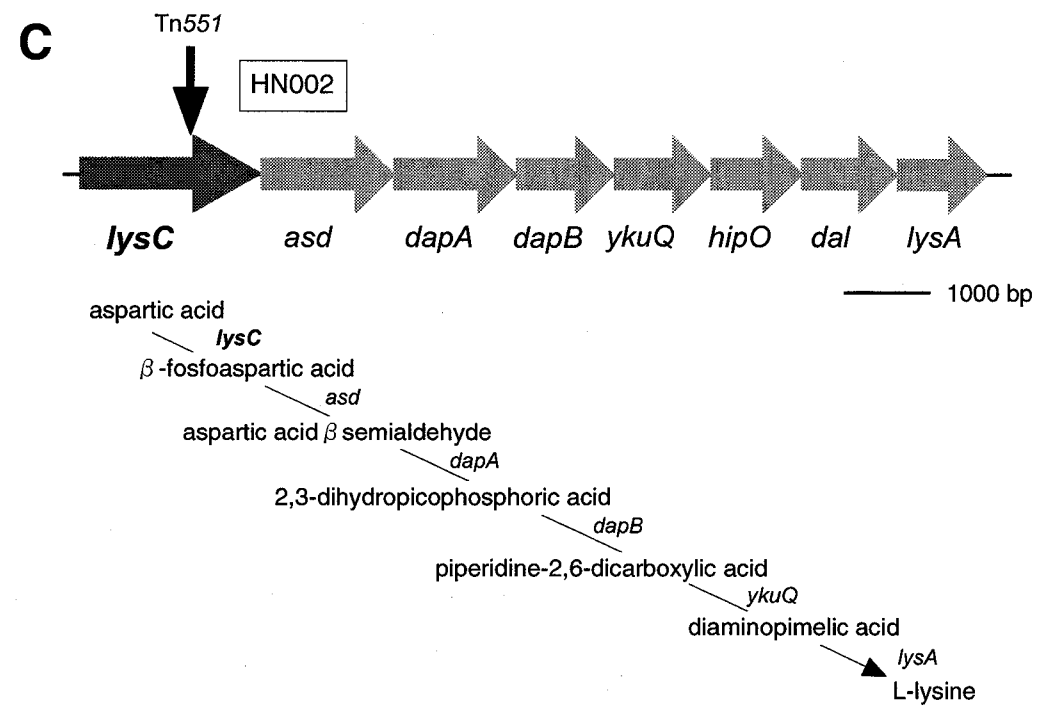 C
Tn551
HN002
lysC asd dapA dapB ykuQ hipO dal lysA
1000 bp
aspartic acid
lysC
β-fosfoaspartic acid
asd
aspartic acid β semialdehyde
dapA
2,3-dihydropicophosphoric acid
dapB
piperidine-2,6-dicarboxylic acid
ykuQ
diaminopimelic acid
lysA
L-lysine